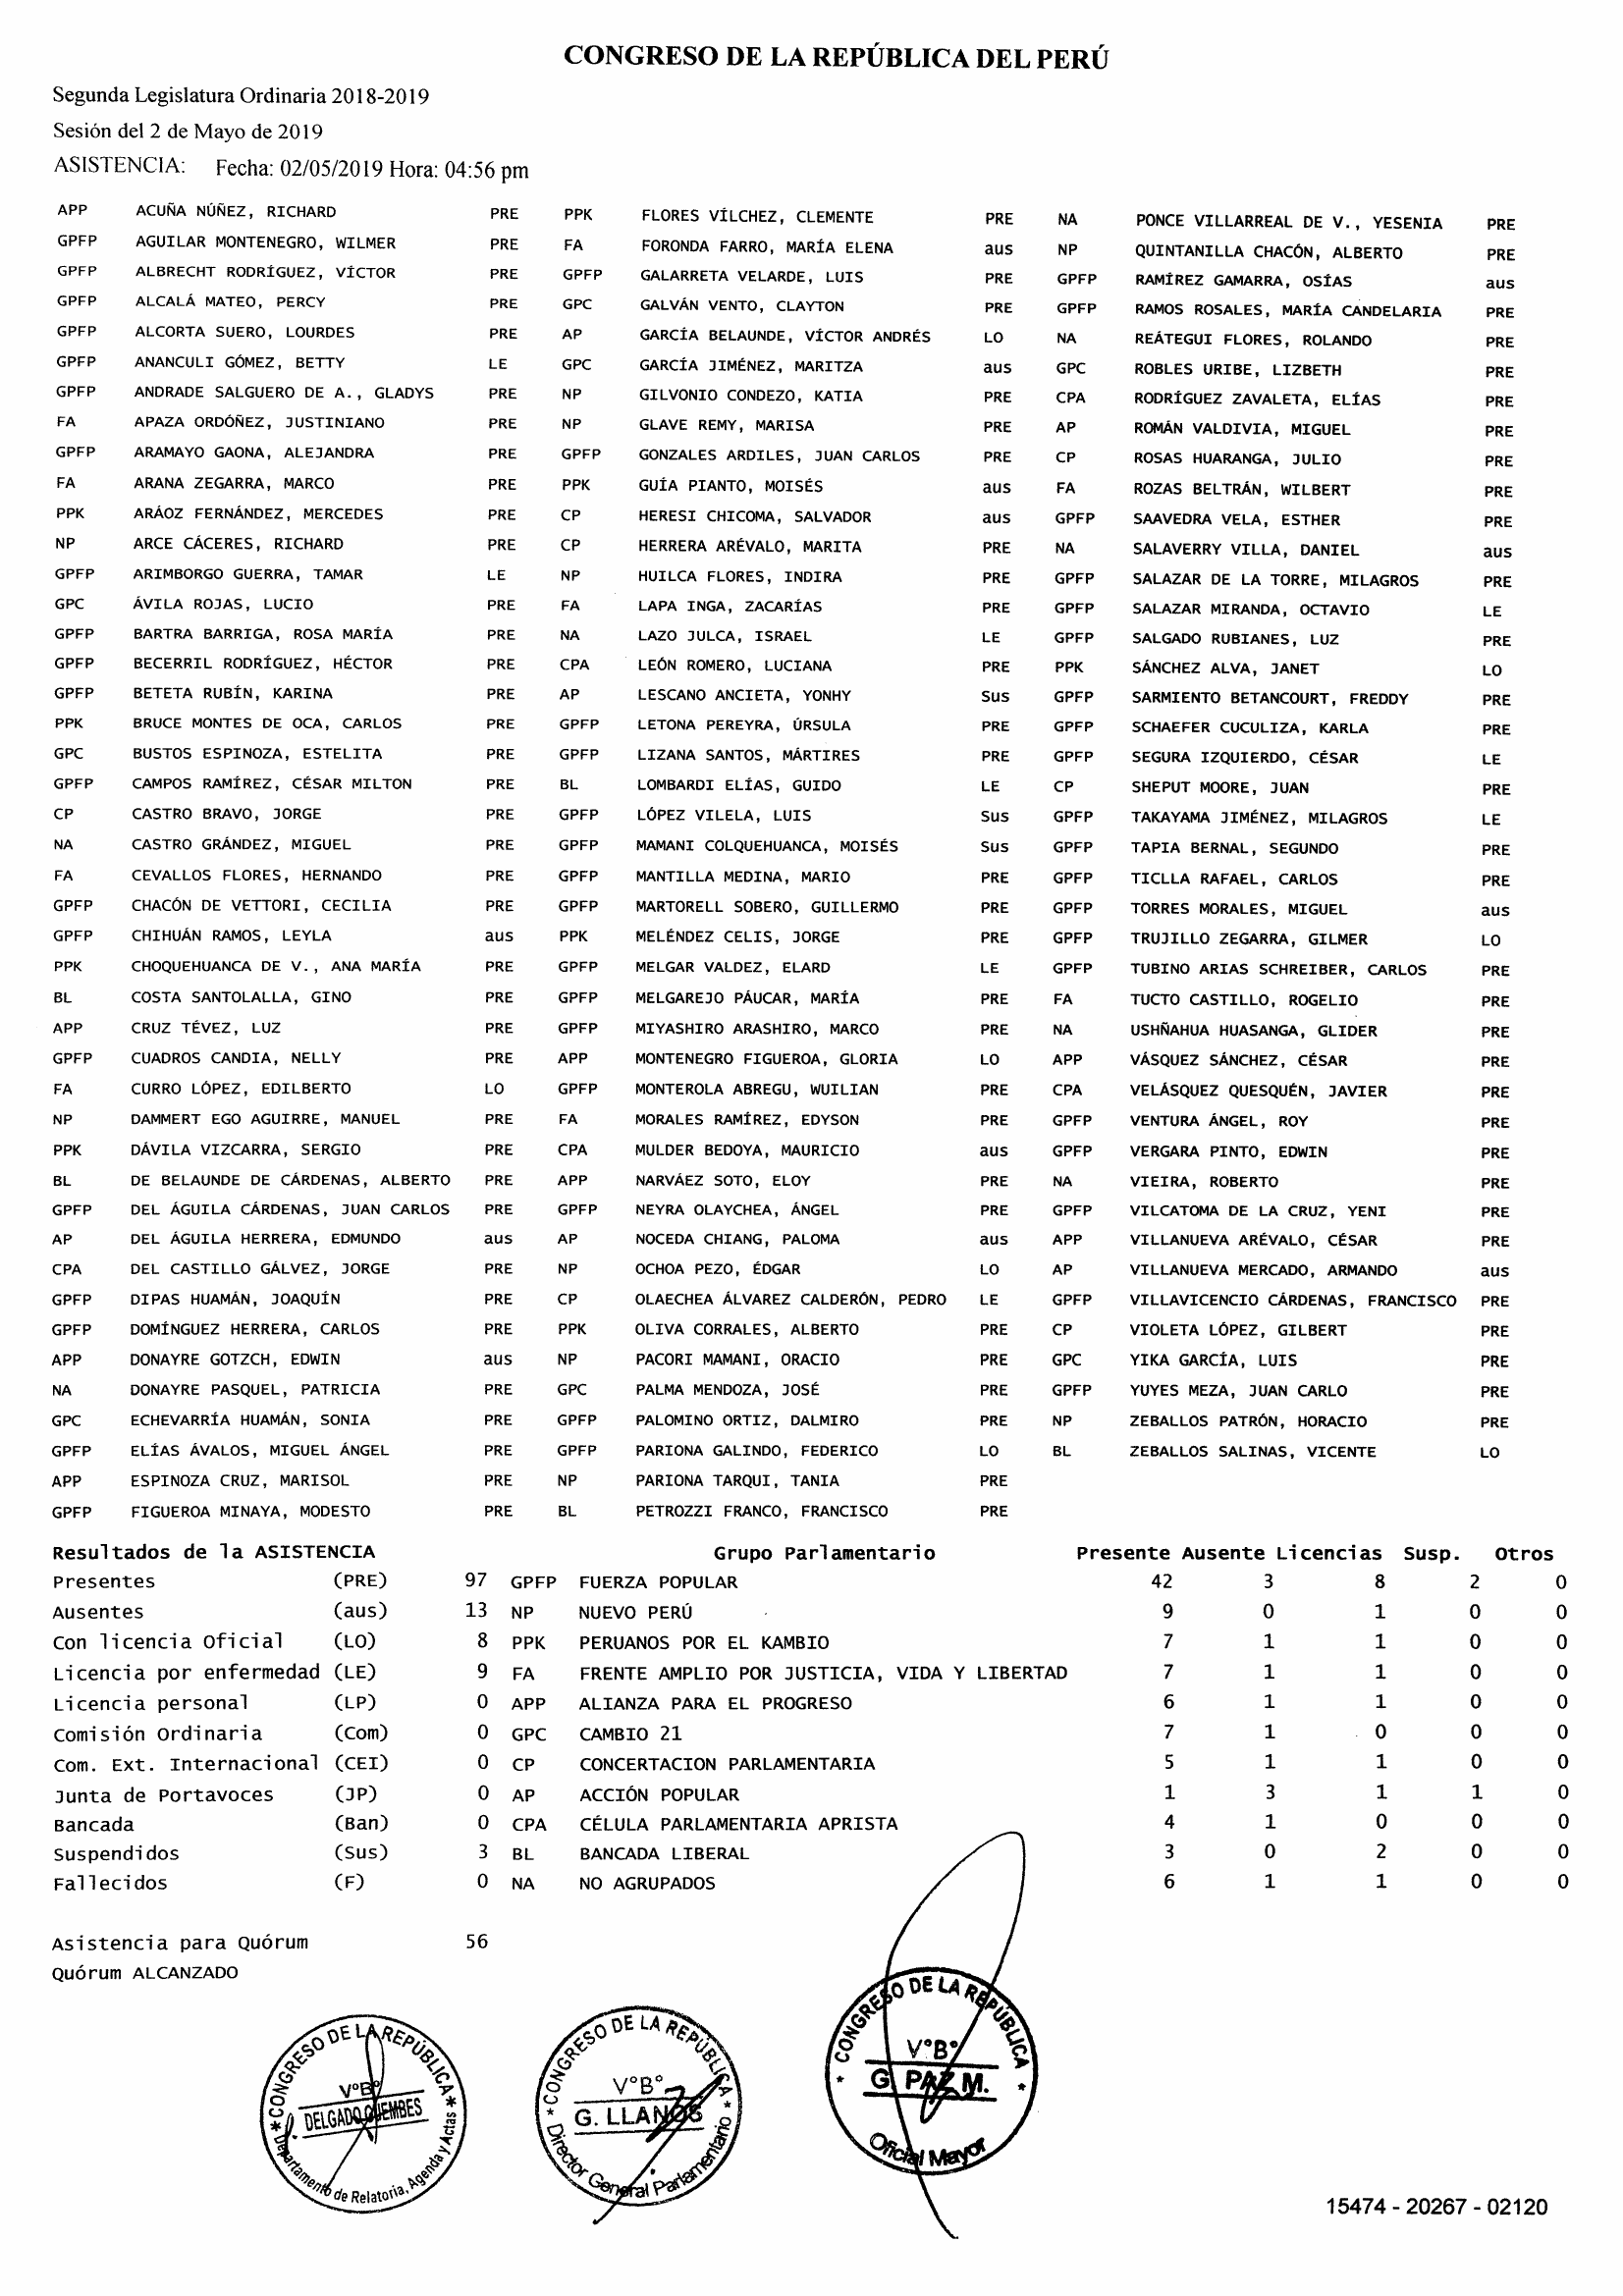 CONGRESO DE LA REPÚBLICA DEL PERÚ
Segunda Legislatura Ordinaria 2018-2019
Sesión del 2 de Mayo de 2019
ASISTENCIA: Fecha: 02/05/2019 Hora: 04:56 pm
APP ACUÑA NÚÑEZ, RICHARD PRE PPK FLORES VÍLCHEZ, CLEMENTE PRE NA PONCE VILLARREAL DE V., YESENIA PRE
GPFP AGUILAR MONTENEGRO, WILMER PRE FA FORONDA FARRO, MARÍA ELENA aus NP QUINTANILLA CHACÓN, ALBERTO PRE
GPFP ALBRECHT RODRÍGUEZ, VÍCTOR PRE GPFP GALARRETA VELARDE, LUIS PRE GPFP RAMÍREZ GAMARRA, OSÍAS aus
GPFP ALCALÁ MATEO, PERCY PRE GPC GALVÁN VENTO, CLAYTON PRE GPFP RAMOS ROSALES, MARÍA CANDELARIA PRE
GPFP ALCORTA SUERO, LOURDES PRE AP GARCÍA BELAUNDE, VÍCTOR ANDRÉS LO NA REÁTEGUI FLORES, ROLANDO PRE
GPFP ANANCULI GÓMEZ, BETTY LE GPC GARCÍA JIMÉNEZ, MARITZA aus GPC ROBLES URIBE, LIZBETH PRE
GPFP ANDRADE SALGUERO DE A., GLADYS PRE NP GILVONIO CONDEZO, KATIA PRE CPA RODRÍGUEZ ZAVALETA, ELÍAS PRE
FA APAZA ORDÓÑEZ, JUSTINIANO PRE NP GLAVE REMY, MARISA PRE AP ROMÁN VALDIVIA, MIGUEL PRE
GPFP ARAMAYO GAONA, ALEJANDRA PRE GPFP GONZALES ARDILES, JUAN CARLOS PRE CP ROSAS HUARANGA, JULIO PRE
FA ARANA ZEGARRA, MARCO PRE PPK GUÍA PIANTO, MOISÉS aus FA ROZAS BELTRÁN, WILBERT PRE
PPK ARÁOZ FERNÁNDEZ, MERCEDES PRE CP HERESI CHICOMA, SALVADOR aus GPFP SAAVEDRA VELA, ESTHER PRE
NP ARCE CÁCERES, RICHARD PRE CP HERRERA ARÉVALO, MARITA PRE NA SALAVERRY VILLA, DANIEL aus
GPFP ARIMBORGO GUERRA, TAMAR LE NP HUILCA FLORES, INDIRA PRE GPFP SALAZAR DE LA TORRE, MILAGROS PRE
GPC ÁVILA ROJAS, LUCIO PRE FA LAPA INGA, ZACARÍAS PRE GPFP SALAZAR MIRANDA, OCTAVIO LE
GPFP BARTRA BARRIGA, ROSA MARÍA PRE NA LAZO JULCA, ISRAEL LE GPFP SALGADO RUBIANES, LUZ PRE
GPFP BECERRIL RODRÍGUEZ, HÉCTOR PRE CPA LEÓN ROMERO, LUCIANA PRE PPK SÁNCHEZ ALVA, JANET LO
GPFP BETETA RUBÍN, KARINA PRE AP LESCANO ANCIETA, YONHY Sus GPFP SARMIENTO BETANCOURT, FREDDY PRE
PPK BRUCE MONTES DE OCA, CARLOS PRE GPFP LETONA PEREYRA, ÚRSULA PRE GPFP SCHAEFER CUCULIZA, KARLA PRE
GPC BUSTOS ESPINOZA, ESTELITA PRE GPFP LIZANA SANTOS, MÁRTIRES PRE GPFP SEGURA IZQUIERDO, CÉSAR LE
GPFP CAMPOS RAMÍREZ, CÉSAR MILTON PRE BL LOMBARDI ELÍAS, GUIDO LE CP SHEPUT MOORE, JUAN PRE
CP CASTRO BRAVO, JORGE PRE GPFP LÓPEZ VILELA, LUIS Sus GPFP TAKAYAMA JIMÉNEZ, MILAGROS LE
NA CASTRO GRÁNDEZ, MIGUEL PRE GPFP MAMANI COLQUEHUANCA, MOISÉS Sus GPFP TAPIA BERNAL, SEGUNDO PRE
FA CEVALLOS FLORES, HERNANDO PRE GPFP MANTILLA MEDINA, MARIO PRE GPFP TICLLA RAFAEL, CARLOS PRE
GPFP CHACÓN DE VETTORI, CECILIA PRE GPFP MARTORELL SOBERO, GUILLERMO PRE GPFP TORRES MORALES, MIGUEL aus
GPFP CHIHUÁN RAMOS, LEYLA aus PPK MELÉNDEZ CELIS, JORGE PRE GPFP TRUJILLO ZEGARRA, GILMER LO
PPK CHOQUEHUANCA DE V., ANA MARÍA PRE GPFP MELGAR VALDEZ, ELARD LE GPFP TUBINO ARIAS SCHREIBER, CARLOS PRE
BL COSTA SANTOLALLA, GINO PRE GPFP MELGAREJO PÁUCAR, MARÍA PRE FA TUCTO CASTILLO, ROGELIO PRE
APP CRUZ TÉVEZ, LUZ PRE GPFP MIYASHIRO ARASHIRO, MARCO PRE NA USHÑAHUA HUASANGA, GLIDER PRE
GPFP CUADROS CANDIA, NELLY PRE APP MONTENEGRO FIGUEROA, GLORIA LO APP VÁSQUEZ SÁNCHEZ, CÉSAR PRE
FA CURRO LÓPEZ, EDILBERTO LO GPFP MONTEROLA ABREGU, WUILIAN PRE CPA VELÁSQUEZ QUESQUÉN, JAVIER PRE
NP DAMMERT EGO AGUIRRE, MANUEL PRE FA MORALES RAMÍREZ, EDYSON PRE GPFP VENTURA ÁNGEL, ROY PRE
PPK DÁVILA VIZCARRA, SERGIO PRE CPA MULDER BEDOYA, MAURICIO aus GPFP VERGARA PINTO, EDWIN PRE
BL DE BELAUNDE DE CÁRDENAS, ALBERTO PRE APP NARVÁEZ SOTO, ELOY PRE NA VIEIRA, ROBERTO PRE
GPFP DEL ÁGUILA CÁRDENAS, JUAN CARLOS PRE GPFP NEYRA OLAYCHEA, ÁNGEL PRE GPFP VILCATOMA DE LA CRUZ, YENI PRE
AP DEL ÁGUILA HERRERA, EDMUNDO aus AP NOCEDA CHIANG, PALOMA aus APP VILLANUEVA ARÉVALO, CÉSAR PRE
CPA DEL CASTILLO GÁLVEZ, JORGE PRE NP OCHOA PEZO, ÉDGAR LO AP VILLANUEVA MERCADO, ARMANDO aus
GPFP DIPAS HUAMÁN, JOAQUÍN PRE CP OLAECHEA ÁLVAREZ CALDERÓN, PEDRO LE GPFP VILLAVICENCIO CÁRDENAS, FRANCISCO PRE
GPFP DOMÍNGUEZ HERRERA, CARLOS PRE PPK OLIVA CORRALES, ALBERTO PRE CP VIOLETA LÓPEZ, GILBERT PRE
APP DONAYRE GOTZCH, EDWIN aus NP PACORI MAMANI, ORACIO PRE GPC YIKA GARCÍA, LUIS PRE
NA DONAYRE PASQUEL, PATRICIA PRE GPC PALMA MENDOZA, JOSÉ PRE GPFP YUYES MEZA, JUAN CARLO PRE
GPC ECHEVARRÍA HUAMÁN, SONIA PRE GPFP PALOMINO ORTIZ, DALMIRO PRE NP ZEBALLOS PATRÓN, HORACIO PRE
GPFP ELÍAS ÁVALOS, MIGUEL ÁNGEL PRE GPFP PARIONA GALINDO, FEDERICO LO BL ZEBALLOS SALINAS, VICENTE LO
APP ESPINOZA CRUZ, MARISOL PRE NP PARIONA TARQUI, TANIA PRE
GPFP FIGUEROA MINAYA, MODESTO PRE BL PETROZZI FRANCO, FRANCISCO PRE
Resultados de la ASISTENCIA Grupo Parlamentario Presente Ausente Licencias Susp. Otros
Presentes (PRE) 97 GPFP FUERZA POPULAR 42 3 8 2 0
Ausentes (aus) 13 NP NUEVO PERÚ 9 0 1 0 0
Con licencia Oficial (LO) 8 PPK PERUANOS POR EL KAMBIO 7 1 1 0 0
Licencia por enfermedad (LE) 9 FA FRENTE AMPLIO POR JUSTICIA, VIDA Y LIBERTAD 7 1 1 0 0
Licencia personal (LP) 0 APP ALIANZA PARA EL PROGRESO 6 1 1 0 0
Comisión Ordinaria (Com) 0 GPC CAMBIO 21 7 1 0 0 0
Com. Ext. Internacional (CEI) 0 CP CONCERTACION PARLAMENTARIA 5 1 1 0 0
Junta de Portavoces (JP) 0 AP ACCIÓN POPULAR 1 3 1 1 0
Bancada (Ban) 0 CPA CÉLULA PARLAMENTARIA APRISTA 4 1 0 0 0
Suspendidos (Sus) 3 BL BANCADA LIBERAL 3 0 2 0 0
Fallecidos (F) 0 NA NO AGRUPADOS 6 1 1 0 0
Asistencia para Quórum 56
Quórum ALCANZADO
CONGRESO DE LA REPÚBLICA
V°B°
DELGADO QUEMBES
Departamento de Relatoria, Agenda y Actas
CONGRESO DE LA REPÚBLICA
V°B°
G. LLANOS
Director General Parlamentario
CONGRESO DE LA REPÚBLICA
V°B°
G. PAZ M.
Oficial Mayor
15474 - 20267 - 02120